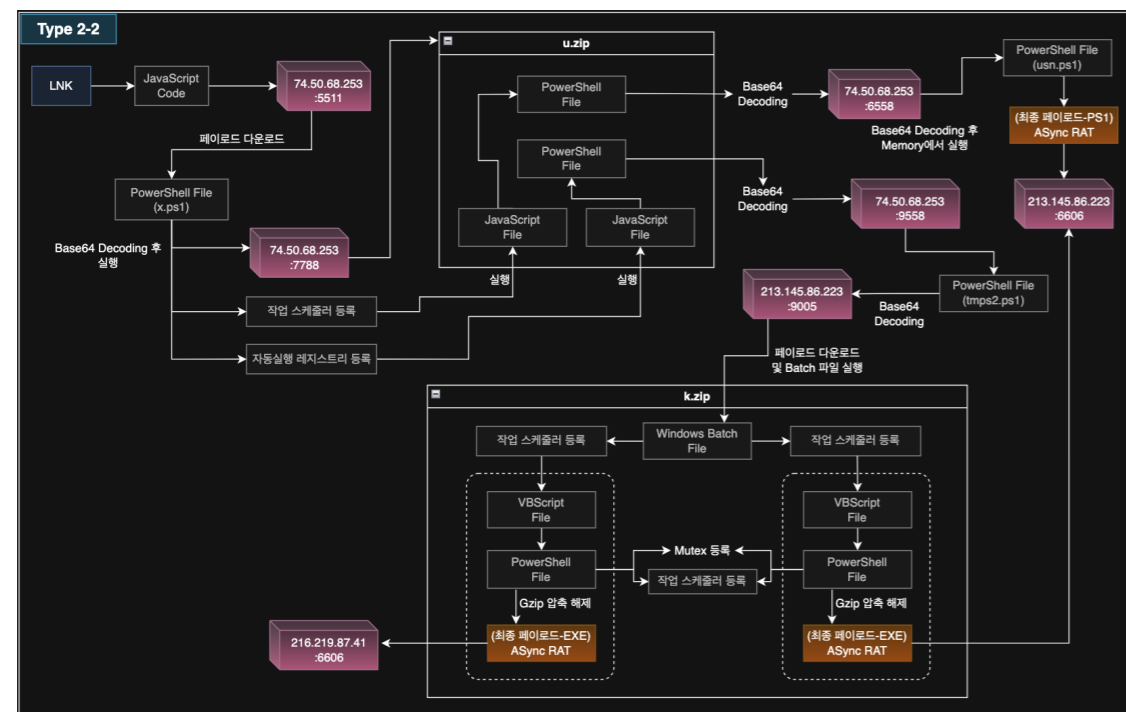 Type 2-2
LNK
JavaScript
Code
74.50.68.253
:5511
페이로드 다운로드
PowerShell File
(x.ps1)
Base64 Decoding 후
실행
74.50.68.253
:7788
작업 스케줄러 등록
자동실행 레지스트리 등록
u.zip
PowerShell
File
PowerShell
File
JavaScript
File
JavaScript
File
실행
실행
Base64
Decoding
74.50.68.253
:6558
Base64 Decoding 후
Memory에서 실행
PowerShell File
(usn.ps1)
(최종 페이로드-PS1)
ASync RAT
213.145.86.223
:6606
Base64
Decoding
74.50.68.253
:9558
PowerShell File
(tmps2.ps1)
Base64
Decoding
213.145.86.223
:9005
페이로드 다운로드
및 Batch 파일 실행
k.zip
작업 스케줄러 등록
Windows Batch
File
작업 스케줄러 등록
VBScript
File
VBScript
File
PowerShell
File
Mutex 등록
작업 스케줄러 등록
PowerShell
File
Gzip 압축 해제
Gzip 압축 해제
(최종 페이로드-EXE)
ASync RAT
(최종 페이로드-EXE)
ASync RAT
216.219.87.41
:6606